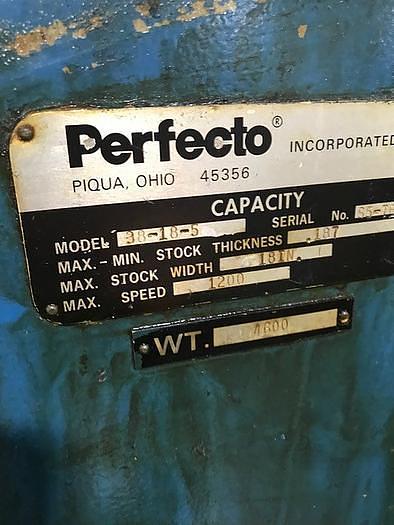 Perfecto® INCORPORATED
PIQUA, OHIO 45356
CAPACITY
MODEL 38-18-5 SERIAL No.
MAX. - MIN. STOCK THICKNESS .187
MAX. STOCK WIDTH 18IN.
MAX. SPEED 1200
WT. 4600